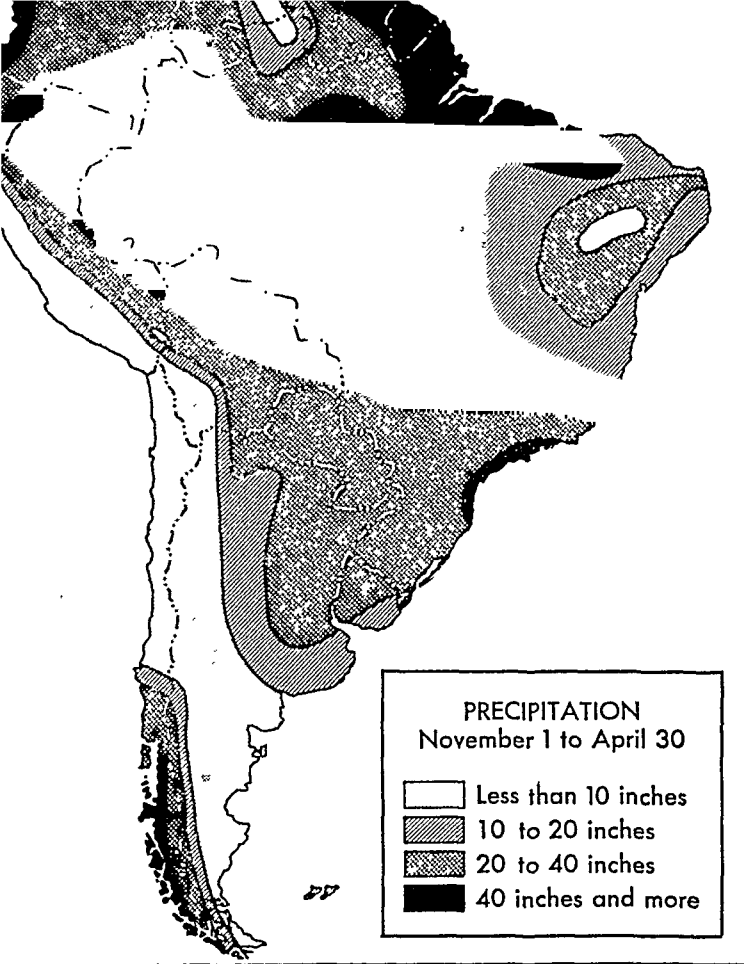 PRECIPITATION
November 1 to April 30
Less than 10 inches
10 to 20 inches
20 to 40 inches
40 inches and more